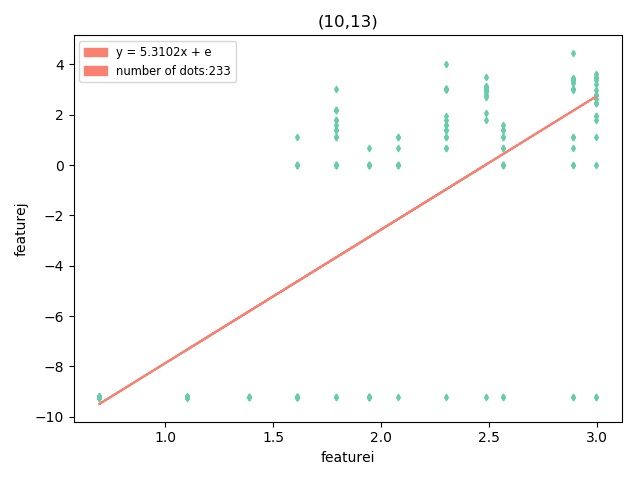 (10,13)
y = 5.3102x + e
number of dots:233
4
2
0
−2
−4
−6
−8
−10
featurej
1.0 1.5 2.0 2.5 3.0
featurei